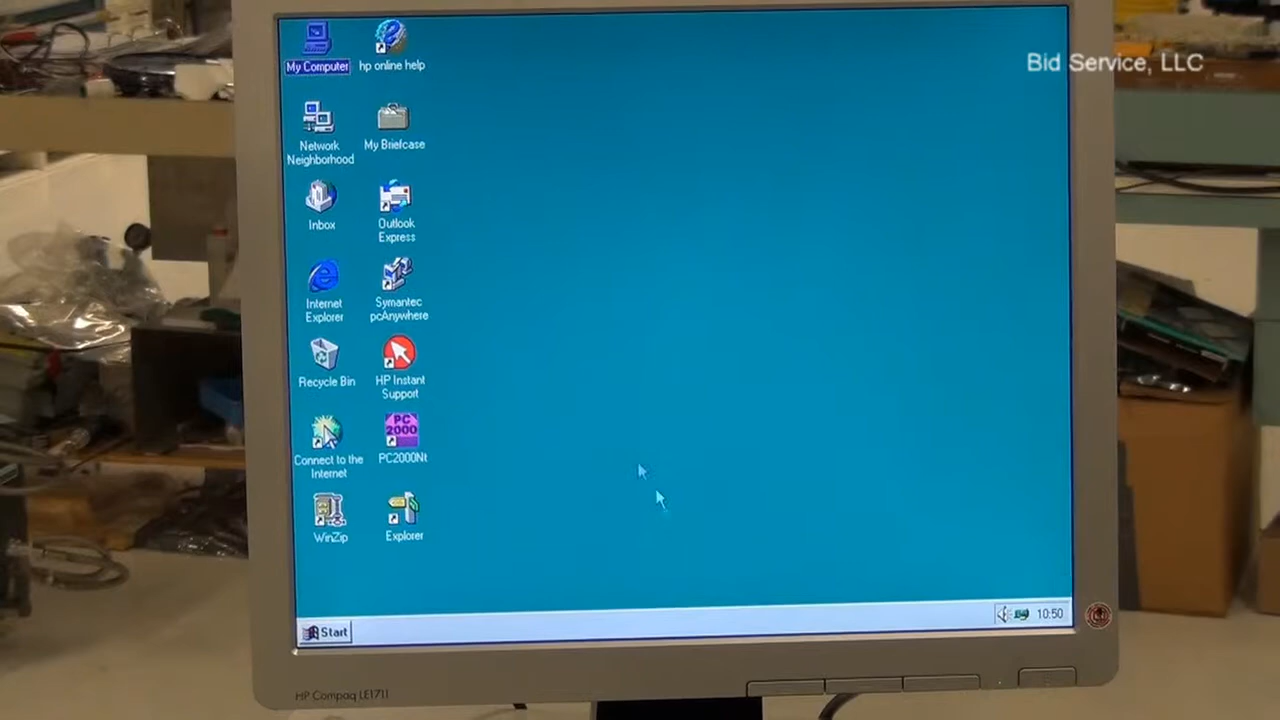 Bid Service, LLC
My Computer
hp online help
Network
Neighborhood
My Briefcase
Inbox
Outlook
Express
Internet
Explorer
Symantec
pcAnywhere
Recycle Bin
HP Instant
Support
Connect to the
Internet
PC
2000
PC2000Nt
WinZip
Explorer
Start
10:50
HP Compaq LE1711